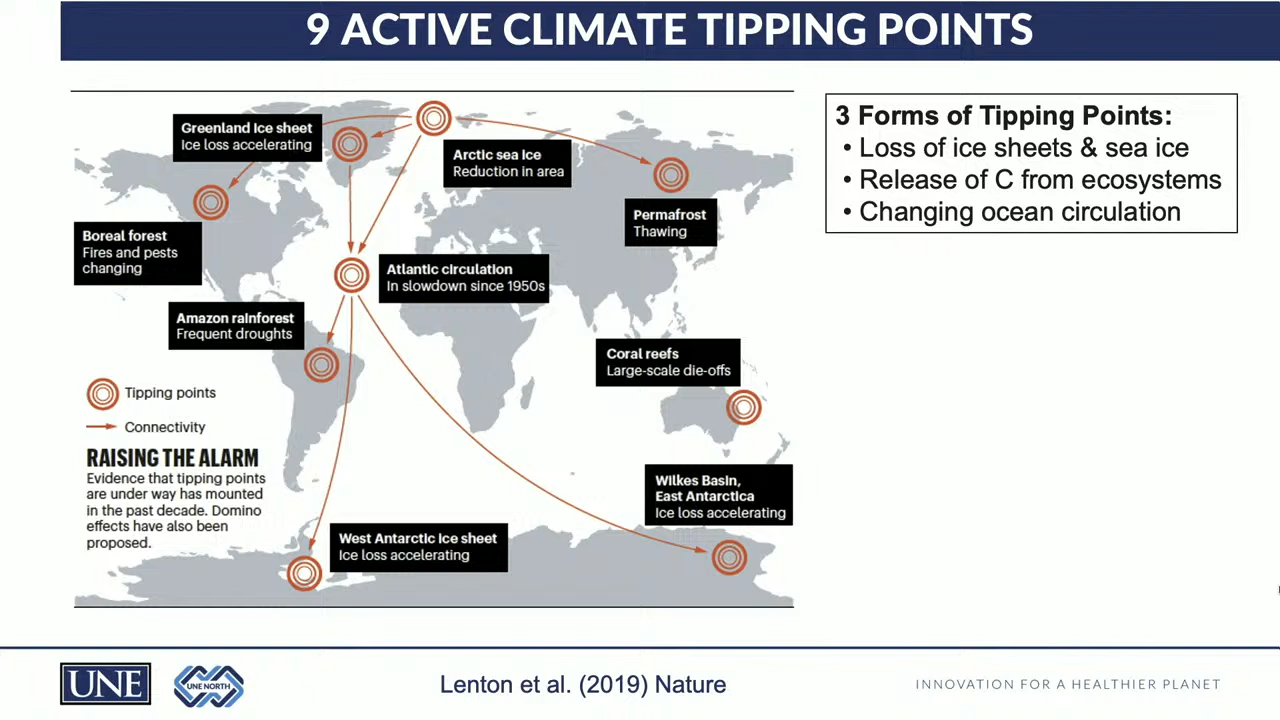 9 ACTIVE CLIMATE TIPPING POINTS
Greenland Ice sheet
Ice loss accelerating
Arctic sea ice
Reduction in area
Permafrost
Thawing
Boreal forest
Fires and pests
changing
Atlantic circulation
In slowdown since 1950s
Amazon rainforest
Frequent droughts
Coral reefs
Large-scale die-offs
Tipping points
Connectivity
RAISING THE ALARM
Evidence that tipping points
are under way has mounted
in the past decade. Domino
effects have also been
proposed.
Wilkes Basin,
East Antarctica
Ice loss accelerating
West Antarctic ice sheet
Ice loss accelerating
3 Forms of Tipping Points:
• Loss of ice sheets & sea ice
• Release of C from ecosystems
• Changing ocean circulation
UNE
UNE NORTH
Lenton et al. (2019) Nature
INNOVATION FOR A HEALTHIER PLANET